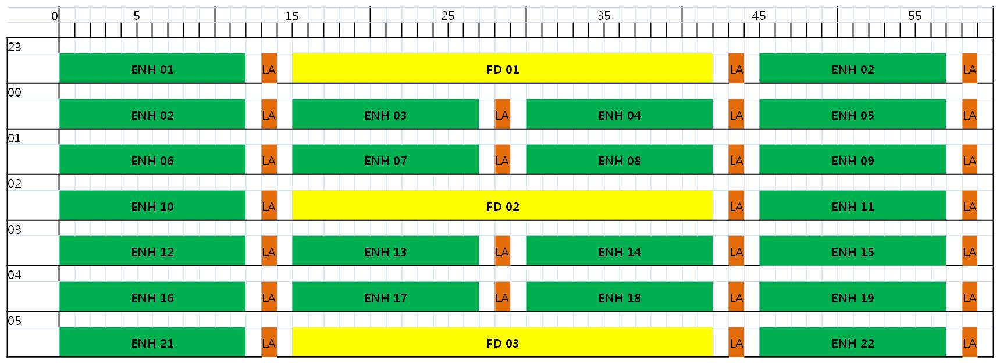 0 5 15 25 35 45 55
23
ENH 01 LA FD 01 LA ENH 02 LA
00
ENH 02 LA ENH 03 LA ENH 04 LA ENH 05 LA
01
ENH 06 LA ENH 07 LA ENH 08 LA ENH 09 LA
02
ENH 10 LA FD 02 LA ENH 11 LA
03
ENH 12 LA ENH 13 LA ENH 14 LA ENH 15 LA
04
ENH 16 LA ENH 17 LA ENH 18 LA ENH 19 LA
05
ENH 21 LA FD 03 LA ENH 22 LA